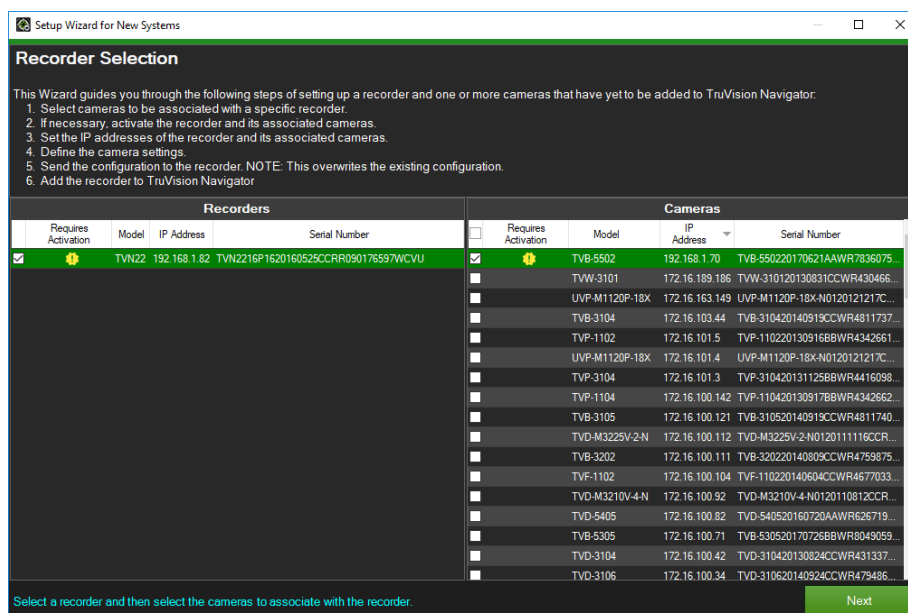 Setup Wizard for New Systems
Recorder Selection
This Wizard guides you through the following steps of setting up a recorder and one or more cameras that have yet to be added to TruVision Navigator:
1. Select cameras to be associated with a specific recorder.
2. If necessary, activate the recorder and its associated cameras.
3. Set the IP addresses of the recorder and its associated cameras.
4. Define the camera settings.
5. Send the configuration to the recorder. NOTE: This overwrites the existing configuration.
6. Add the recorder to TruVision Navigator
Recorders
Requires Activation Model IP Address Serial Number
TVN22 192.168.1.82 TVN2216P1620160525CCRR090176597WCVU
Cameras
Requires Activation Model IP Address Serial Number
TVB-5502 192.168.1.70 TVB-550220170621AAWR7836075...
TVW-3101 172.16.189.186 TVW-310120130831CCWR430466...
UVP-M1120P-18X 172.16.163.149 UVP-M1120P-18X-N0120121217C...
TVB-3104 172.16.103.44 TVB-310420140919CCWR4811737...
TVP-1102 172.16.101.5 TVP-110220130916BBWR4342661...
UVP-M1120P-18X 172.16.101.4 UVP-M1120P-18X-N0120121217C...
TVP-3104 172.16.101.3 TVP-310420131125BBWR4416098...
TVP-1104 172.16.100.142 TVP-110420130917BBWR4342662...
TVB-3105 172.16.100.121 TVB-310520140919CCWR4811740...
TVD-M3225V-2-N 172.16.100.112 TVD-M3225V-2-N0120111116CCR...
TVB-3202 172.16.100.111 TVB-320220140809CCWR4759875...
TVF-1102 172.16.100.104 TVF-110220140604CCWR4677033...
TVD-M3210V-4-N 172.16.100.92 TVD-M3210V-4-N0120110812CCR...
TVD-5405 172.16.100.82 TVD-540520160720AAWR626719...
TVB-5305 172.16.100.71 TVB-530520170726BBWR8049059...
TVD-3104 172.16.100.42 TVD-310420130824CCWR431337...
TVD-3106 172.16.100.34 TVD-310620140924CCWR479486...
Select a recorder and then select the cameras to associate with the recorder.
Next